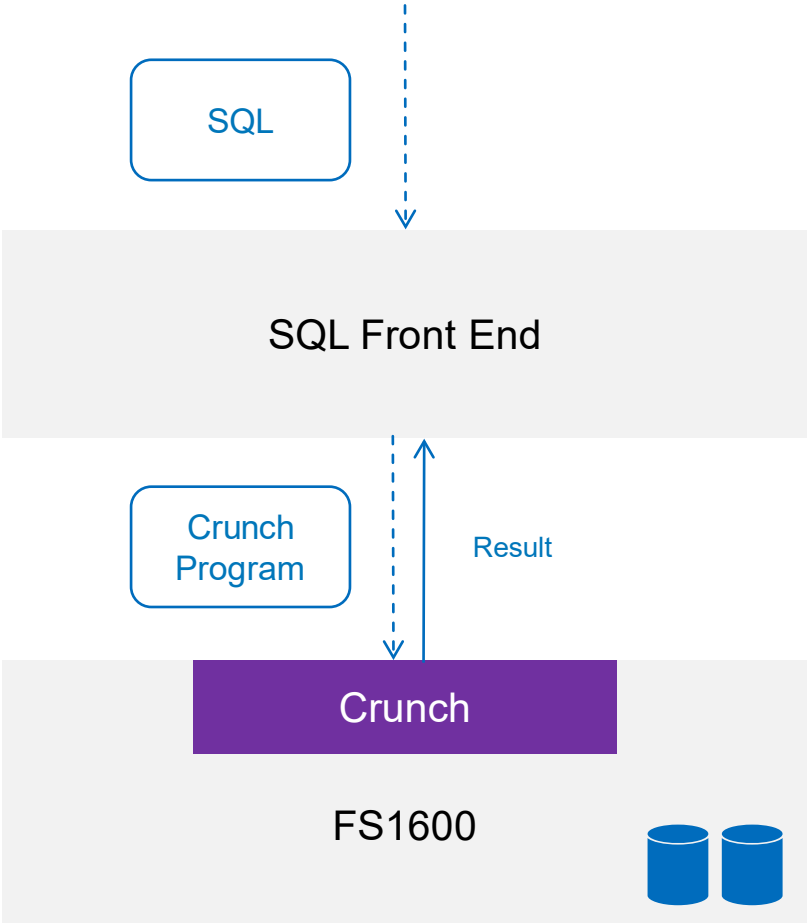 SQL
SQL Front End
Crunch
Program
Result
Crunch
FS1600